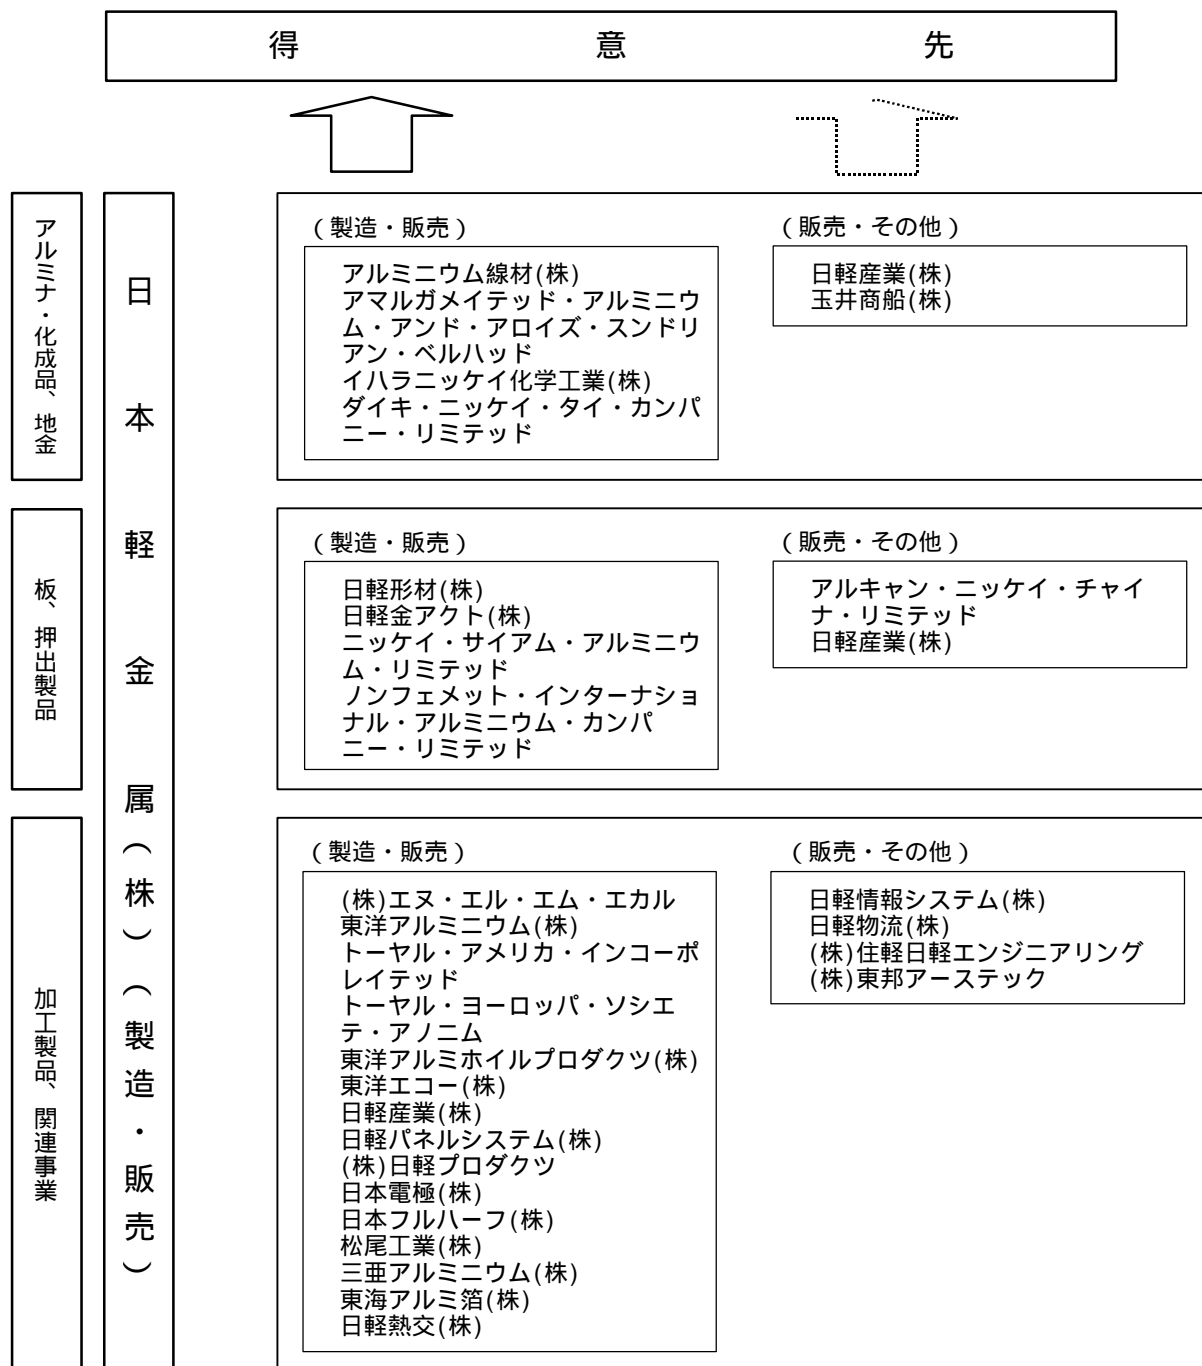 得意先
アルミナ・化成品、地金
日本軽金属(株)(製造・販売)
(製造・販売)
アルミニウム線材(株)
アマルガメイテッド・アルミニウ
ム・アンド・アロイズ・スンドリ
アン・ベルハッド
イハラニッケイ化学工業(株)
ダイキ・ニッケイ・タイ・カンパ
ニー・リミテッド
(販売・その他)
日軽産業(株)
玉井商船(株)
板、押出製品
(製造・販売)
日軽形材(株)
日軽金アクト(株)
ニッケイ・サイアム・アルミニウ
ム・リミテッド
ノンフェメット・インターナショ
ナル・アルミニウム・カンパ
ニー・リミテッド
(販売・その他)
アルキャン・ニッケイ・チャイ
ナ・リミテッド
日軽産業(株)
加工製品、関連事業
(製造・販売)
(株)エヌ・エル・エム・エカル
東洋アルミニウム(株)
トーヤル・アメリカ・インコーポ
レイテッド
トーヤル・ヨーロッパ・ソシエ
テ・アノニム
東洋アルミホイルプロダクツ(株)
東洋エコー(株)
日軽産業(株)
日軽パネルシステム(株)
(株)日軽プロダクツ
日本電極(株)
日本フルハーフ(株)
松尾工業(株)
三亜アルミニウム(株)
東海アルミ箔(株)
日軽熱交(株)
(販売・その他)
日軽情報システム(株)
日軽物流(株)
(株)住軽日軽エンジニアリング
(株)東邦アーステック